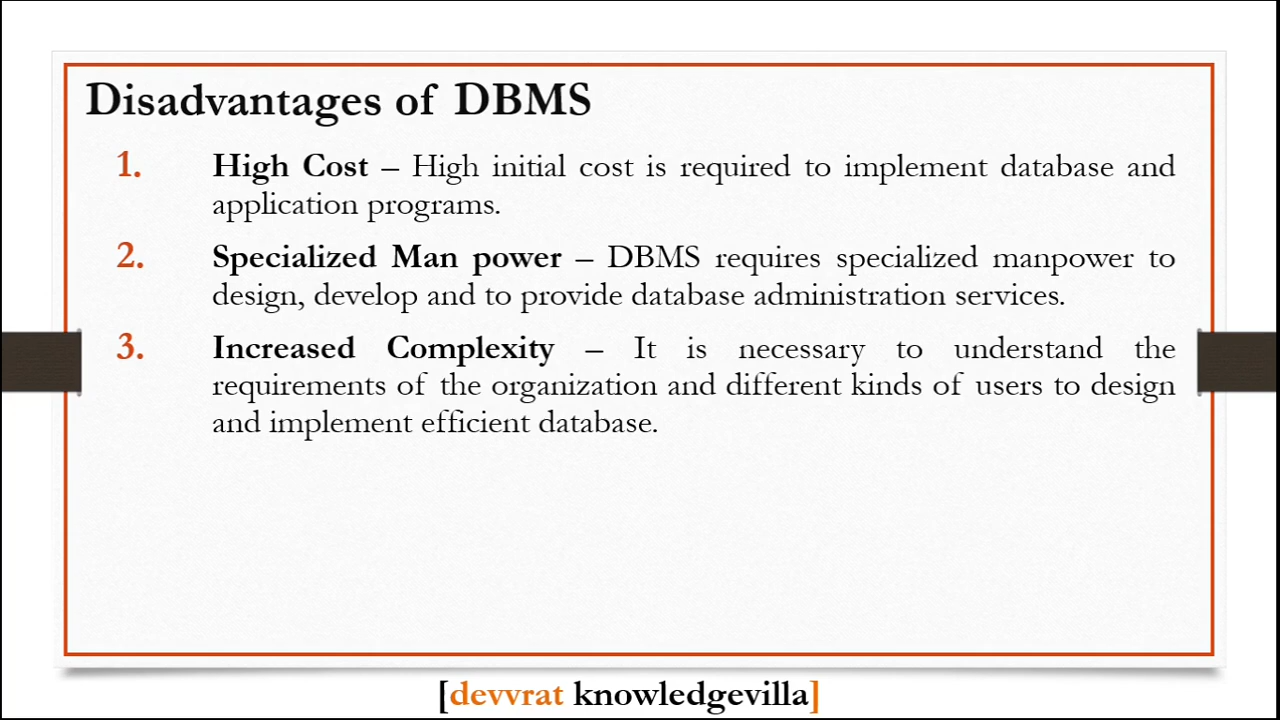 Disadvantages of DBMS
1. High Cost – High initial cost is required to implement database and
application programs.
2. Specialized Man power – DBMS requires specialized manpower to
design, develop and to provide database administration services.
3. Increased Complexity – It is necessary to understand the
requirements of the organization and different kinds of users to design
and implement efficient database.
[devvrat knowledgevilla]